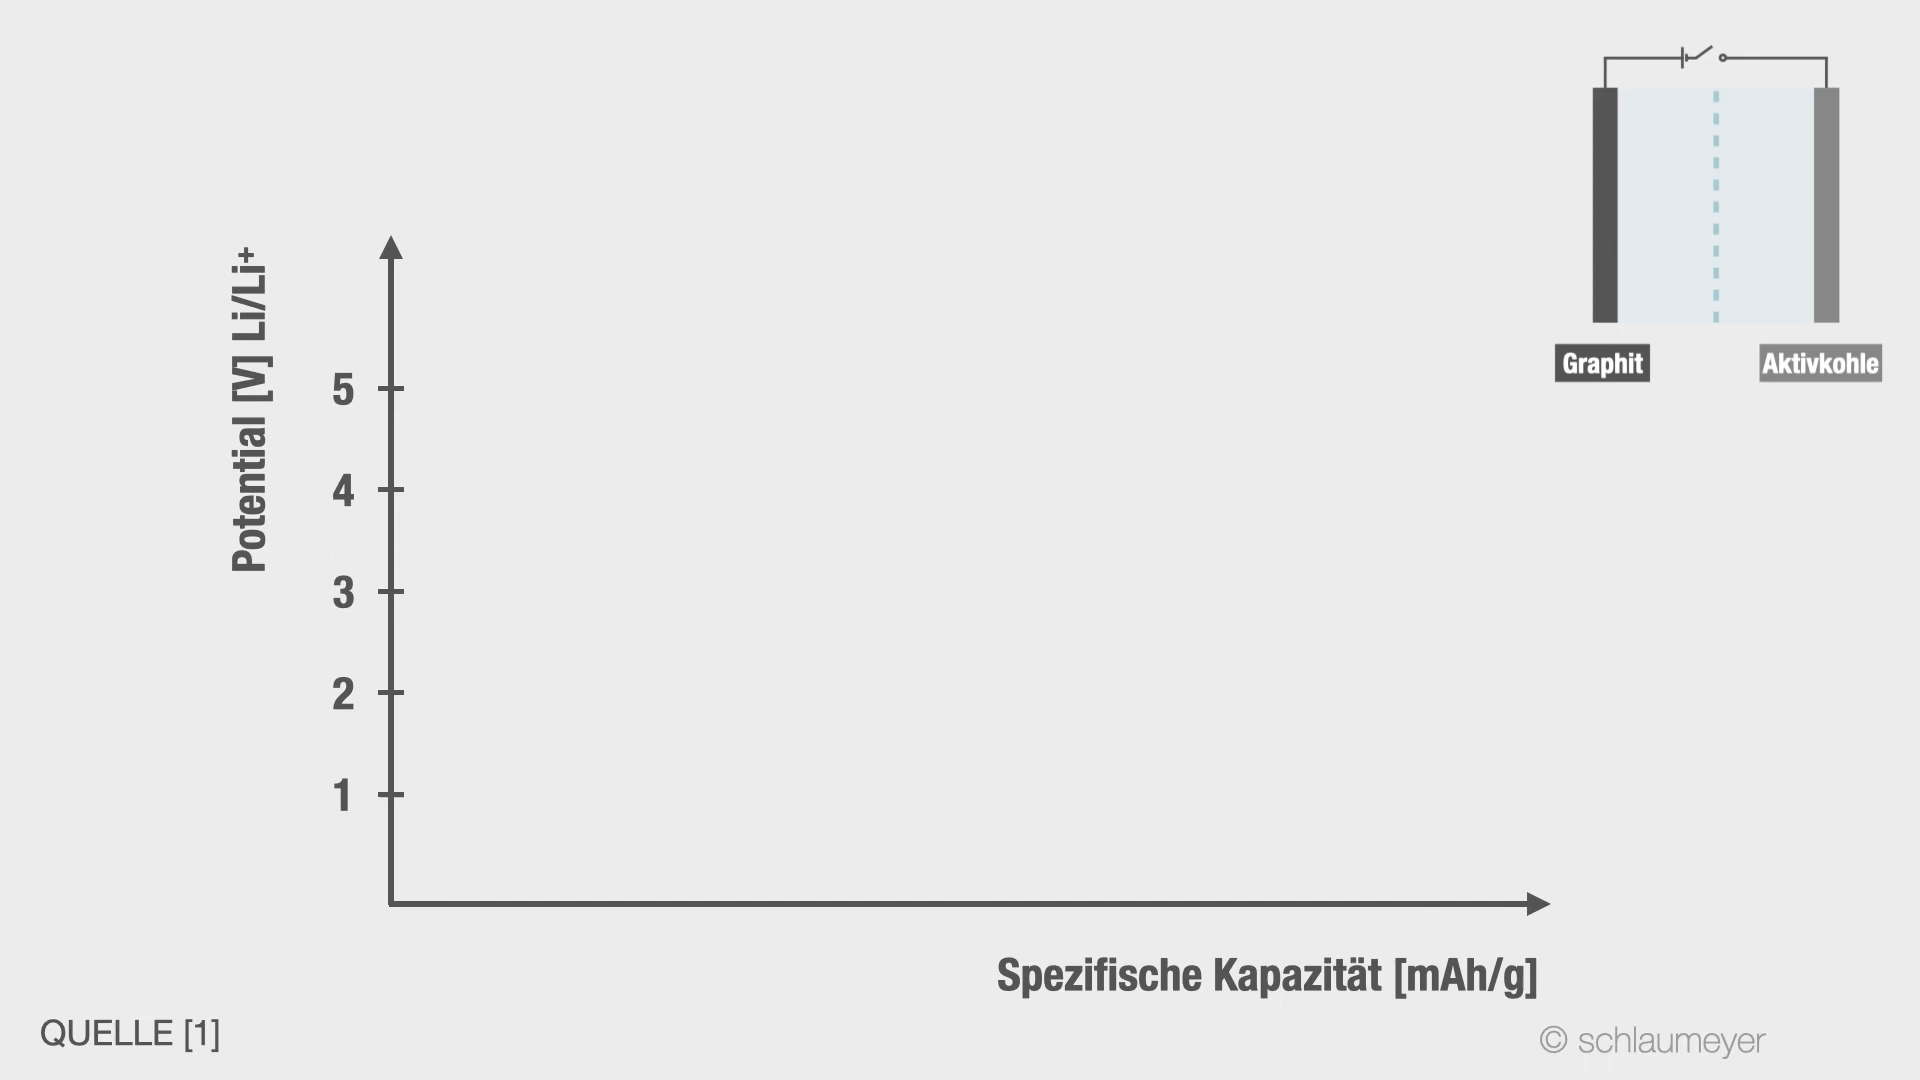 Graphit
Aktivkohle
Potential [V] Li/Li⁺
5
4
3
2
1
Spezifische Kapazität [mAh/g]
QUELLE [1]
© schlaumeyer